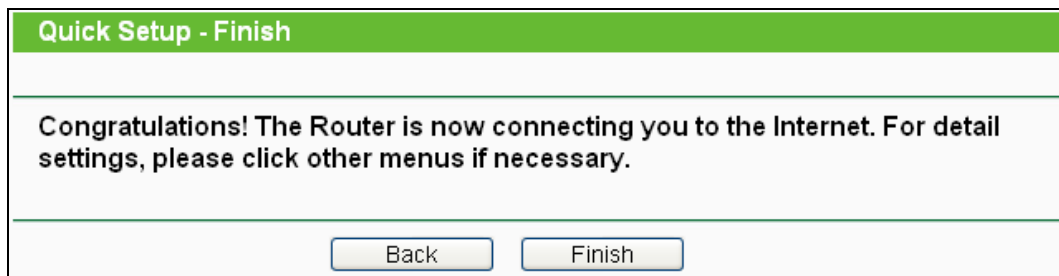 Quick Setup - Finish
Congratulations! The Router is now connecting you to the Internet. For detail
settings, please click other menus if necessary.
Back Finish